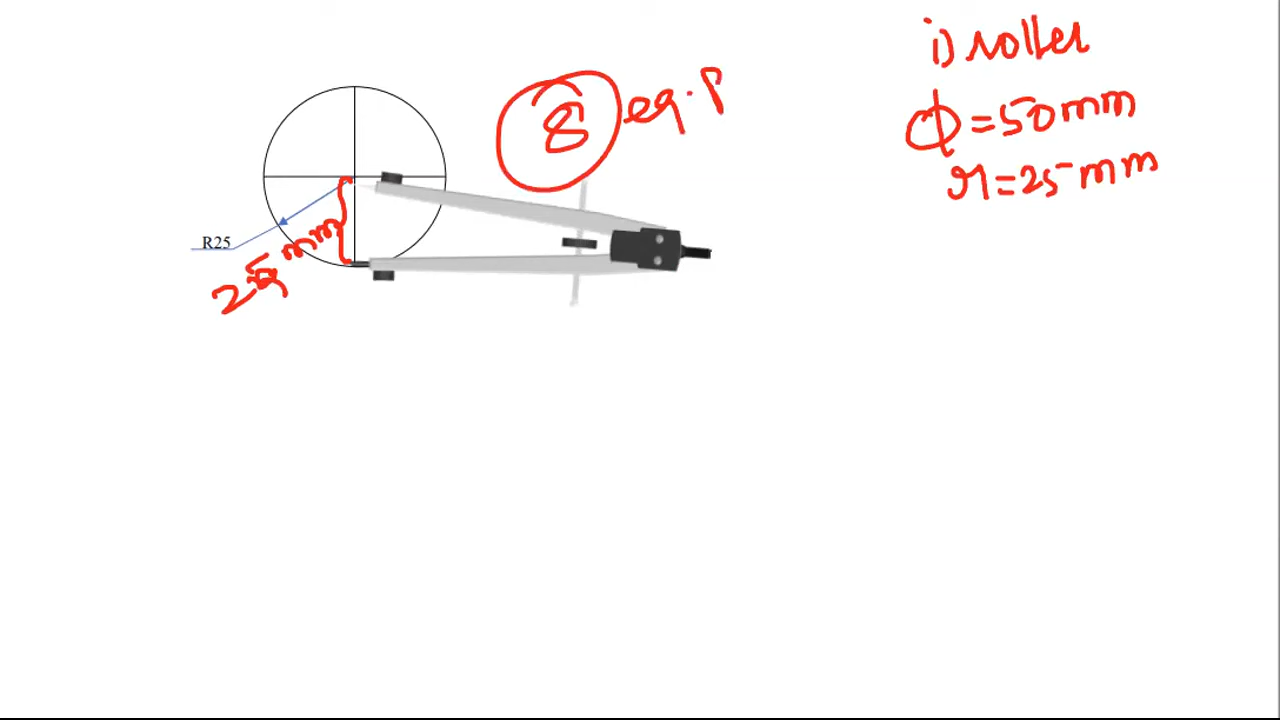 i) roller
8 eq.P
ϕ = 50 mm
r = 25 mm
R25
25 mm